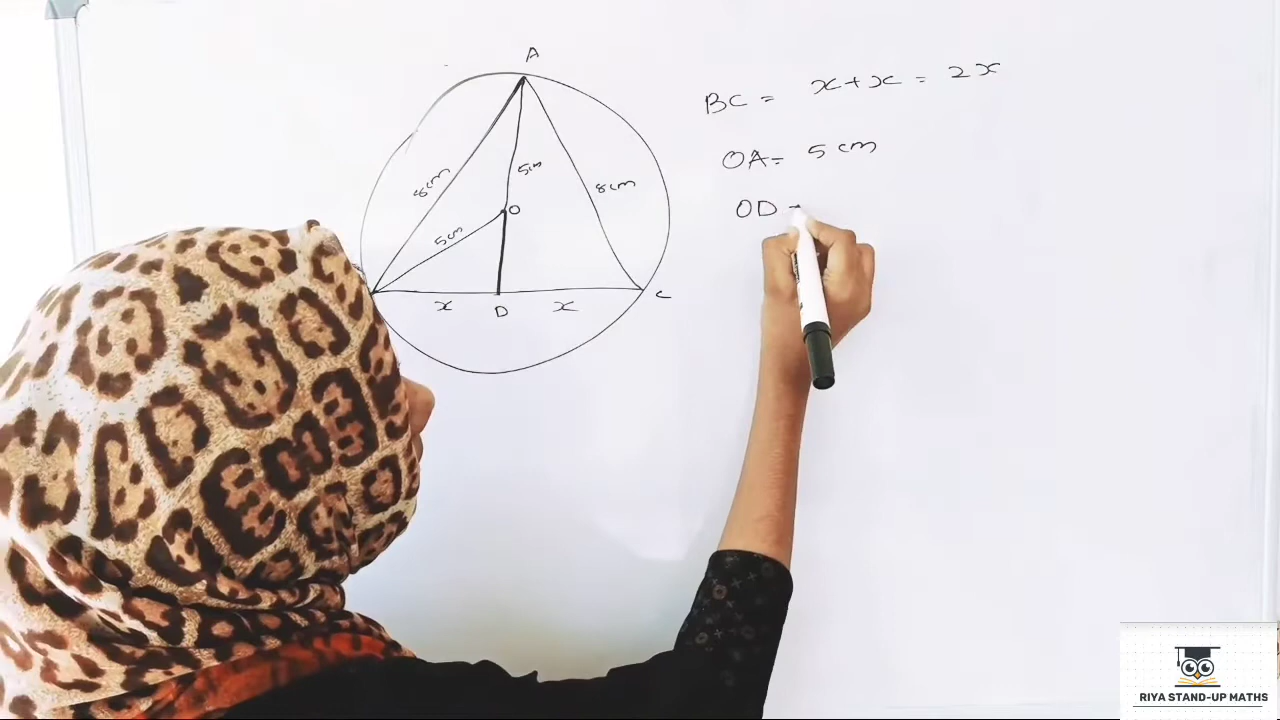 A
BC = x+x = 2x
OA= 5 cm
8cm
5cm
8cm
O
OD -
5cm
C
x
D
x
RIYA STAND-UP MATHS